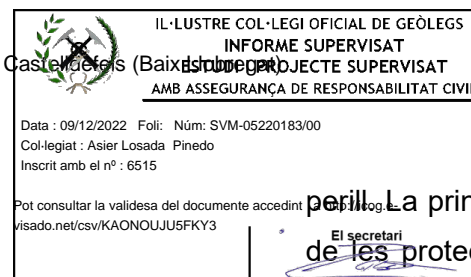 IL·LUSTRE COL·LEGI OFICIAL DE GEÒLEGS
INFORME SUPERVISAT
Castelldefels (Baix Llobregat).
ESTUDI O PROJECTE SUPERVISAT
AMB ASSEGURANÇA DE RESPONSABILITAT CIVIL
Data : 09/12/2022 Foli: Núm: SVM-05220183/00
Col·legiat : Asier Losada Pinedo
Inscrit amb el nº : 6515
Pot consultar la validesa del documente accedint a http://icog.e-
visado.net/csv/KAONOUJU5FKY3
perill. La prin
El secretari
de les protec